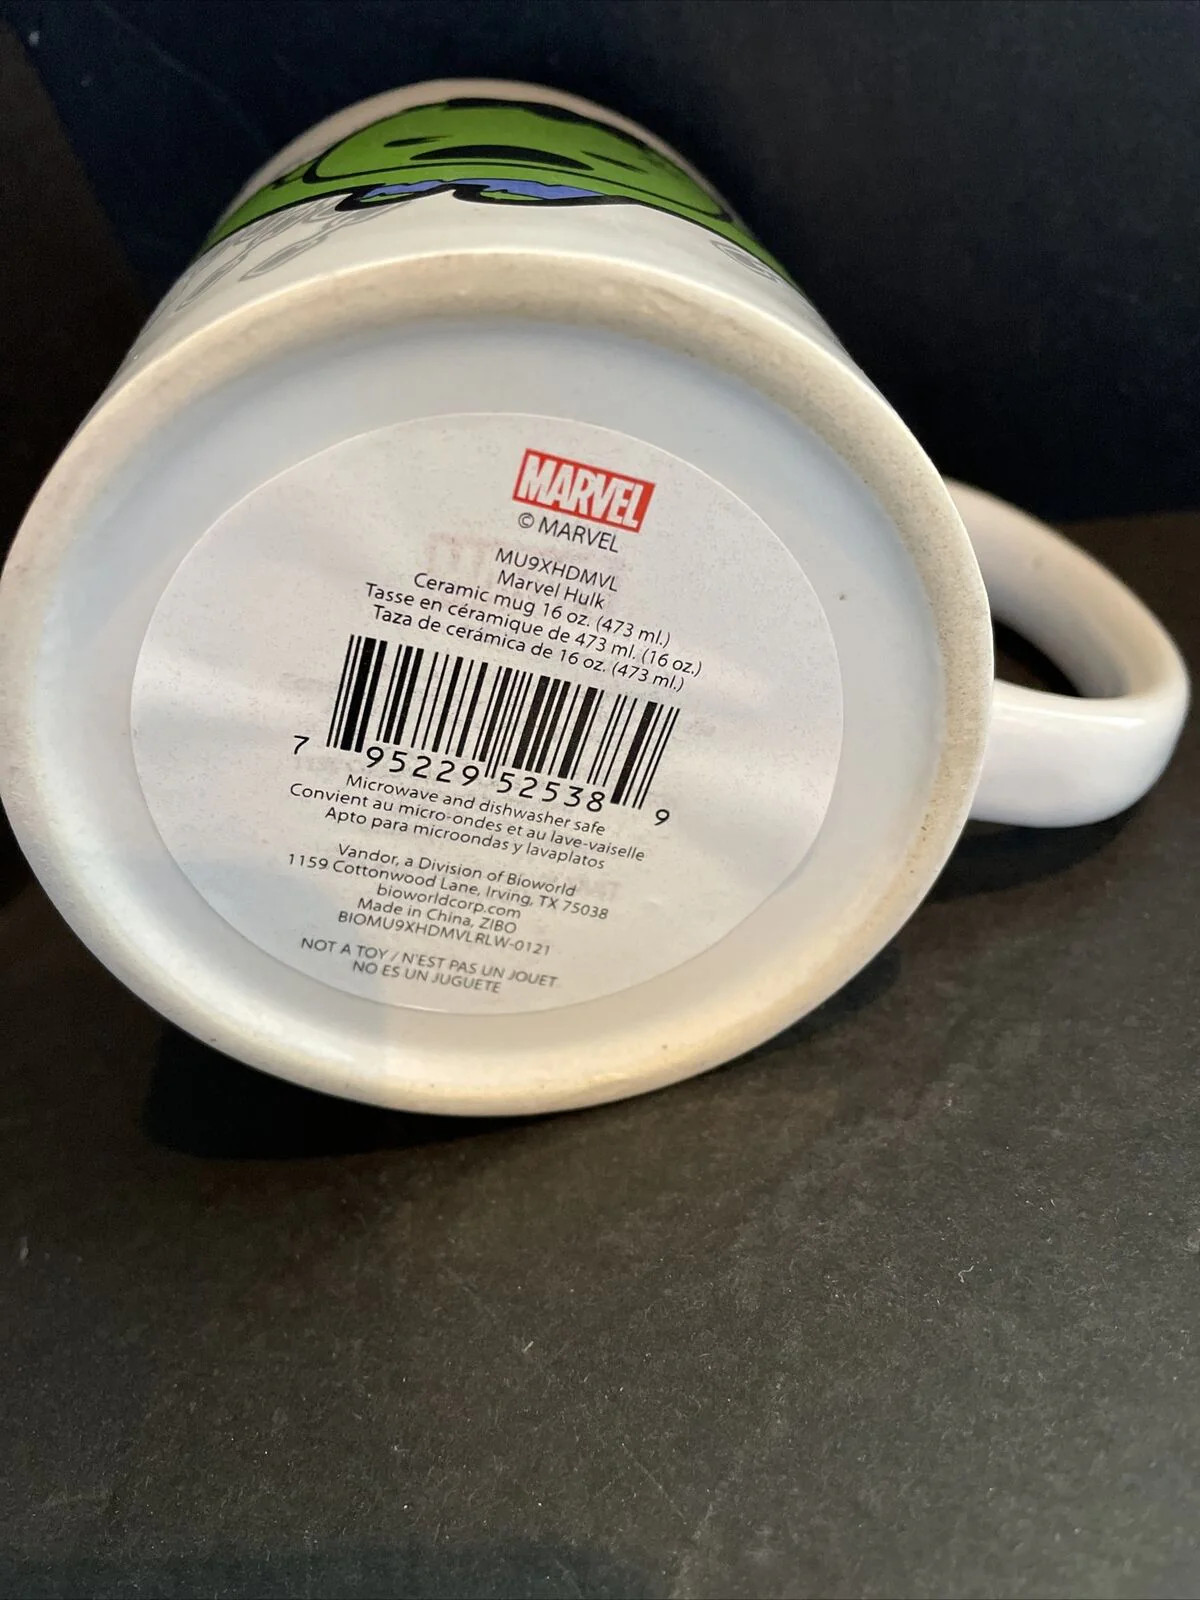 MARVEL
© MARVEL
MU9XHDMVL
Marvel Hulk
Ceramic mug 16 oz. (473 ml.)
Tasse en céramique de 473 ml. (16 oz.)
Taza de cerámica de 16 oz. (473 ml.)
7 95229 52538 9
Microwave and dishwasher safe
Convient au micro-ondes et au lave-vaiselle
Apto para microondas y lavaplatos
Vandor, a Division of Bioworld
1159 Cottonwood Lane, Irving, TX 75038
bioworldcorp.com
Made in China, ZIBO
BIOMU9XHDMVLRLW-0121
NOT A TOY / N'EST PAS UN JOUET
NO ES UN JUGUETE